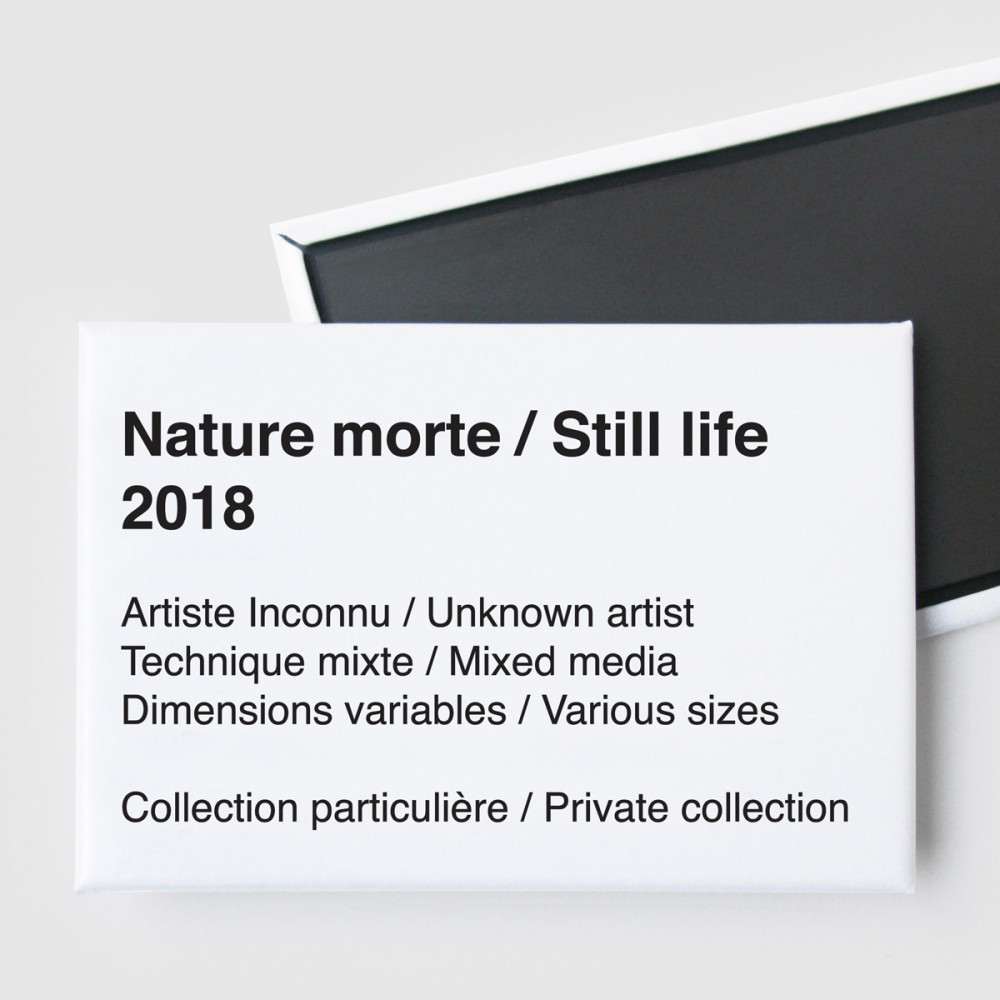 Nature morte / Still life
2018
Artiste Inconnu / Unknown artist
Technique mixte / Mixed media
Dimensions variables / Various sizes
Collection particulière / Private collection